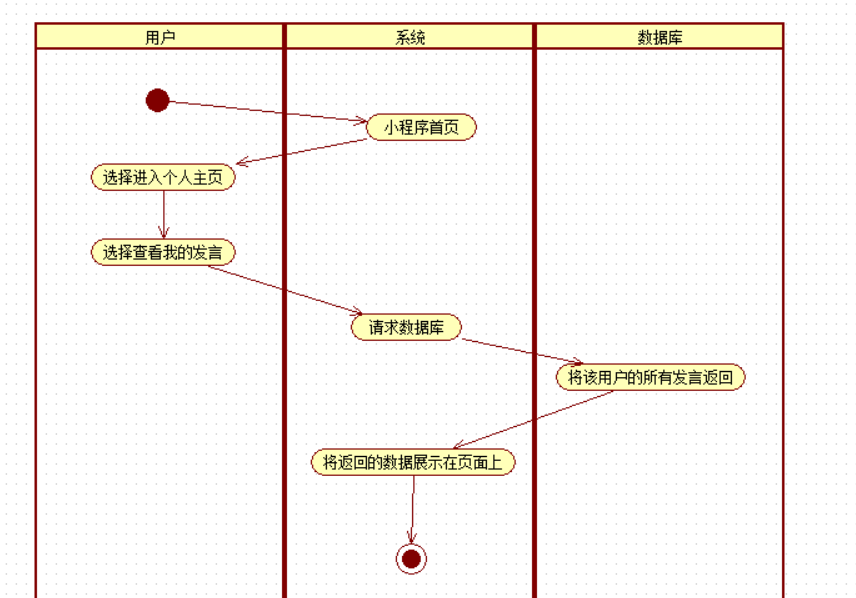 用户
系统
数据库
小程序首页
选择进入个人主页
选择查看我的发言
请求数据库
将该用户的所有发言返回
将返回的数据展示在页面上